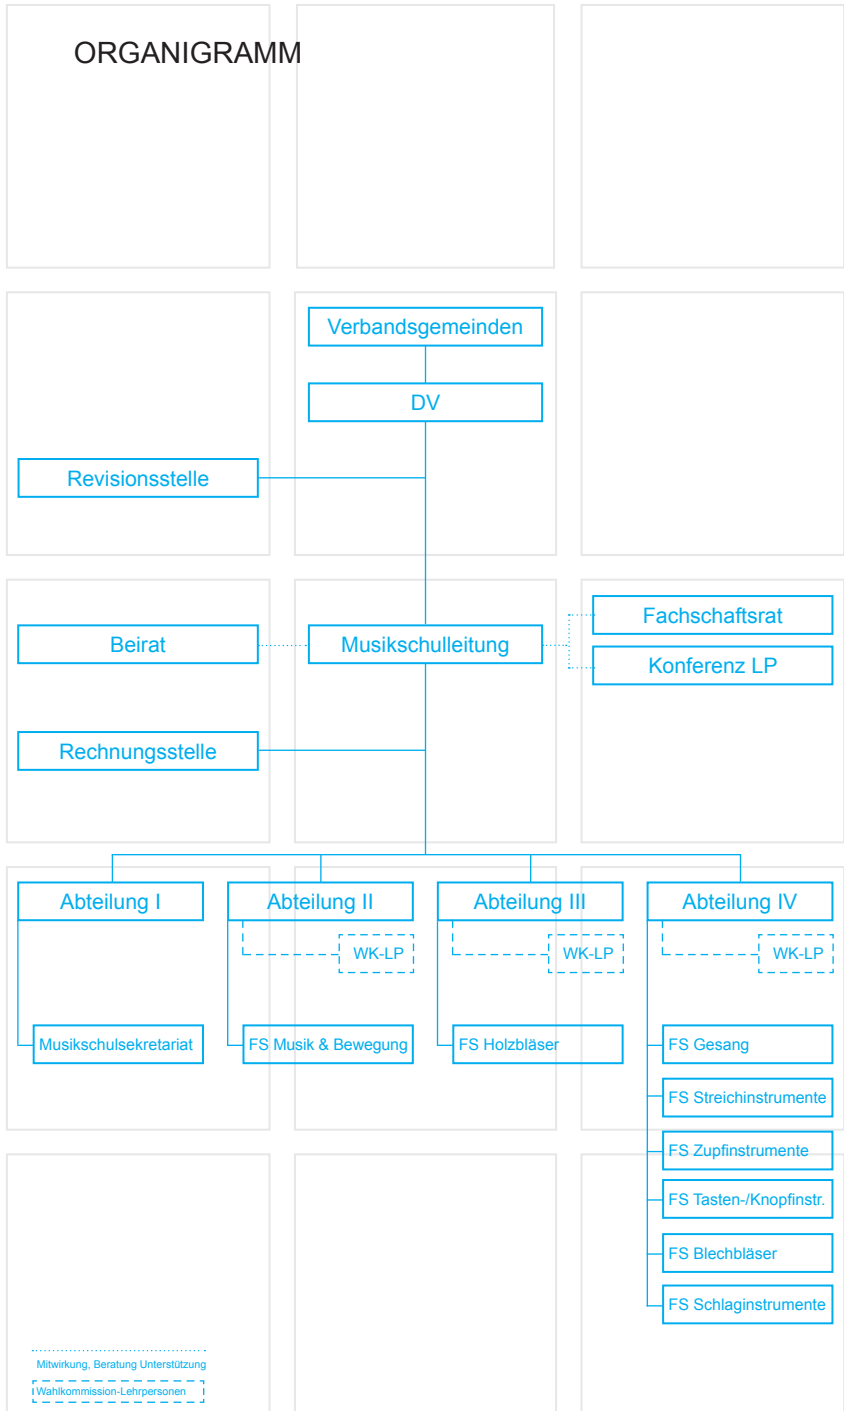 ORGANIGRAMM
Verbandsgemeinden
DV
Revisionsstelle
Beirat
Musikschulleitung
Fachschaftsrat
Konferenz LP
Rechnungsstelle
Abteilung I
Abteilung II
Abteilung III
Abteilung IV
WK-LP
WK-LP
WK-LP
Musikschulsekretariat
FS Musik & Bewegung
FS Holzbläser
FS Gesang
FS Streichinstrumente
FS Zupfinstrumente
FS Tasten-/Knopfinstr.
FS Blechbläser
FS Schlaginstrumente
Mitwirkung, Beratung Unterstützung
Wahlkommission-Lehrpersonen